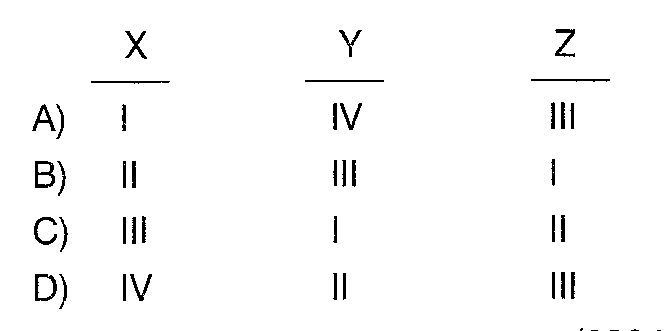 X Y Z
A) I IV III
B) II III I
C) III I II
D) IV II III